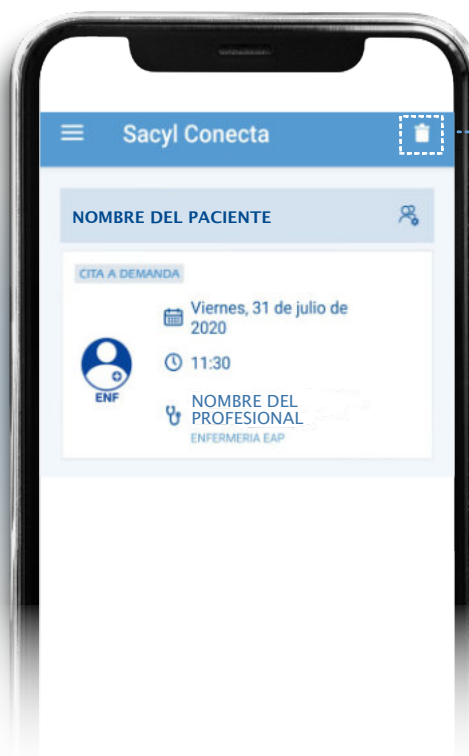 Sacyl Conecta
NOMBRE DEL PACIENTE
CITA A DEMANDA
Viernes, 31 de julio de
2020
11:30
ENF
NOMBRE DEL
PROFESIONAL
ENFERMERIA EAP